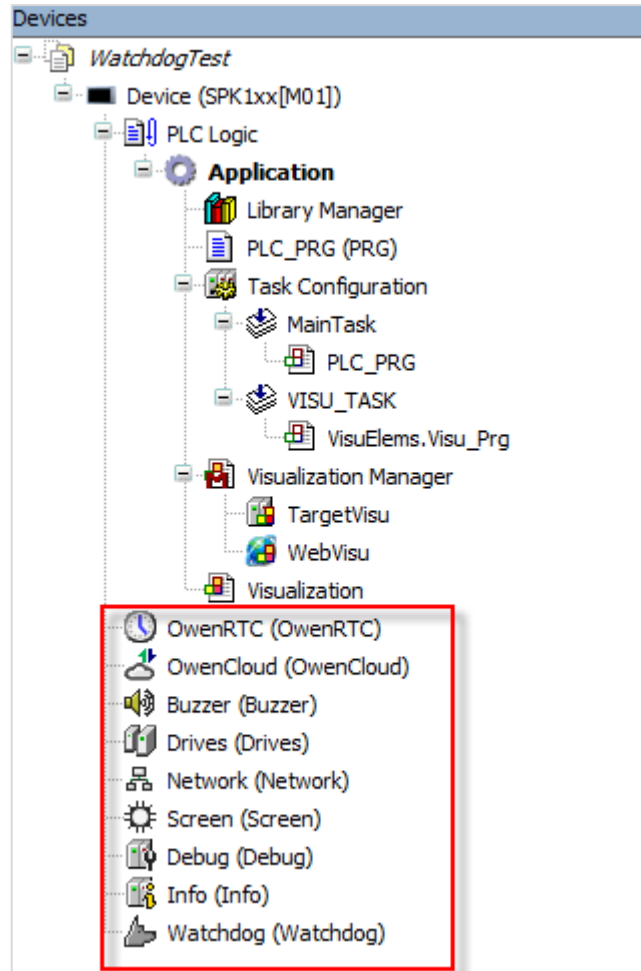 Devices
WatchdogTest
Device (SPK1xx[M01])
PLC Logic
Application
Library Manager
PLC_PRG (PRG)
Task Configuration
MainTask
PLC_PRG
VISU_TASK
VisuElems.Visu_Prg
Visualization Manager
TargetVisu
WebVisu
Visualization
OwenRTC (OwenRTC)
OwenCloud (OwenCloud)
Buzzer (Buzzer)
Drives (Drives)
Network (Network)
Screen (Screen)
Debug (Debug)
Info (Info)
Watchdog (Watchdog)